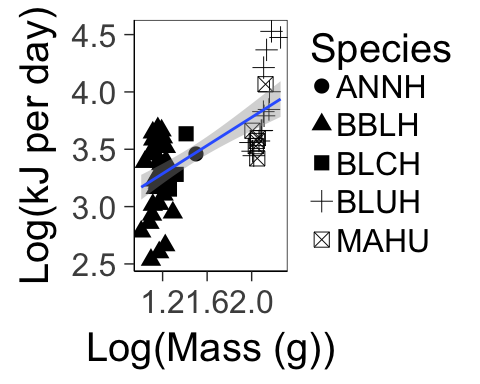 Log(kJ per day)
4.5
4.0
3.5
3.0
2.5
1.21.62.0
Log(Mass (g))
Species
ANNH
BBLH
BLCH
BLUH
MAHU